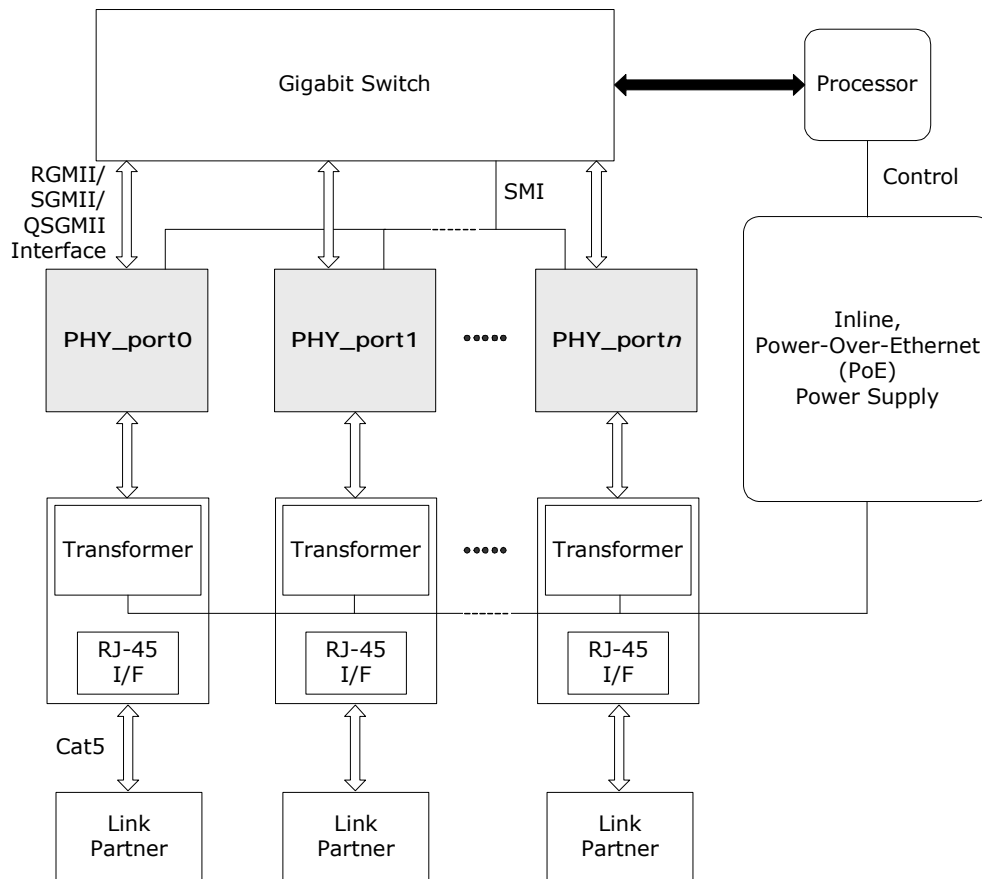 Gigabit Switch
Processor
RGMII/
SGMII/
QSGMII
Interface
SMI
Control
PHY_port0
PHY_port1
PHY_portn
Inline,
Power-Over-Ethernet
(PoE)
Power Supply
Transformer
Transformer
Transformer
RJ-45
I/F
RJ-45
I/F
RJ-45
I/F
Cat5
Link
Partner
Link
Partner
Link
Partner